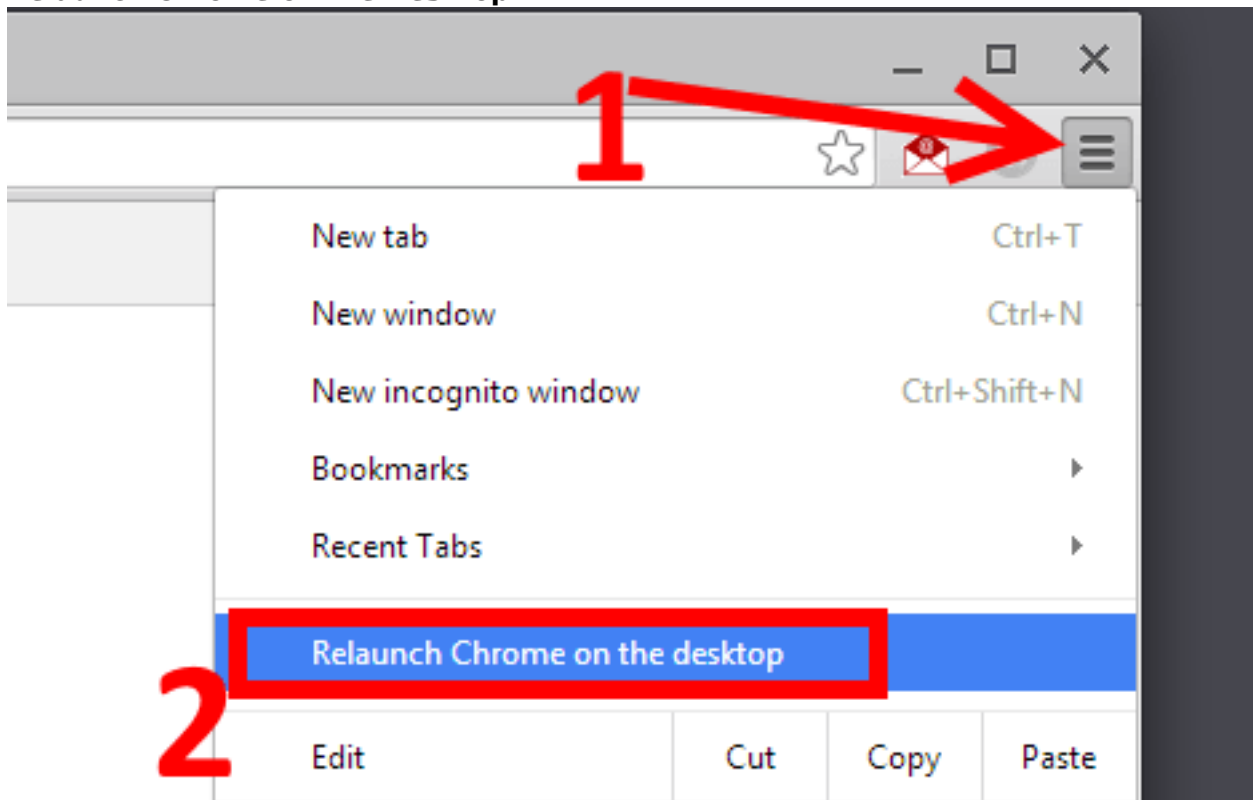 1
New tab Ctrl+T
New window Ctrl+N
New incognito window Ctrl+Shift+N
Bookmarks
Recent Tabs
2 Relaunch Chrome on the desktop
Edit Cut Copy Paste